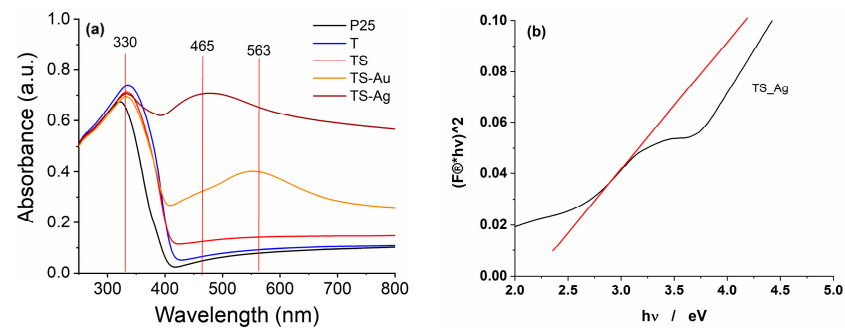 (a)
330
465
563
P25
T
TS
TS-Au
TS-Ag
1.0
0.8
0.6
0.4
0.2
0.0
300
400
500
600
700
800
Absorbance (a.u.)
Wavelength (nm)
(b)
TS_Ag
0.10
0.08
0.06
0.04
0.02
0.00
2.0
2.5
3.0
3.5
4.0
4.5
5.0
(F®*hv)^2
hν / eV